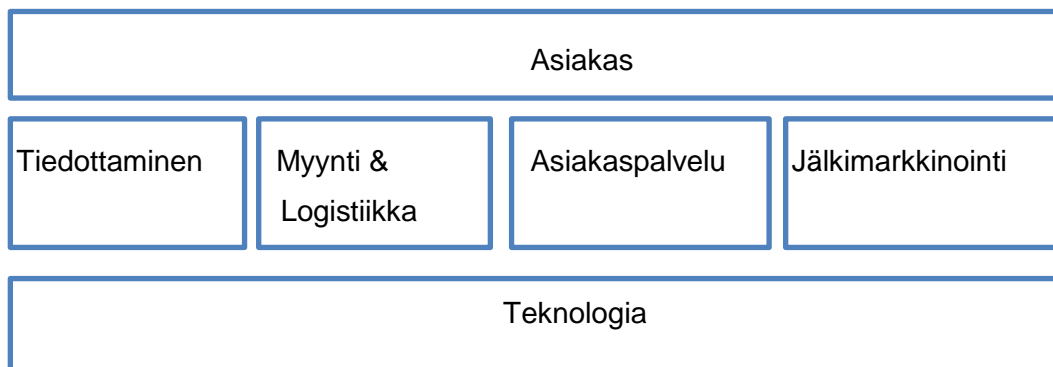 Asiakas
Tiedottaminen
Myynti &
Logistiikka
Asiakaspalvelu
Jälkimarkkinointi
Teknologia